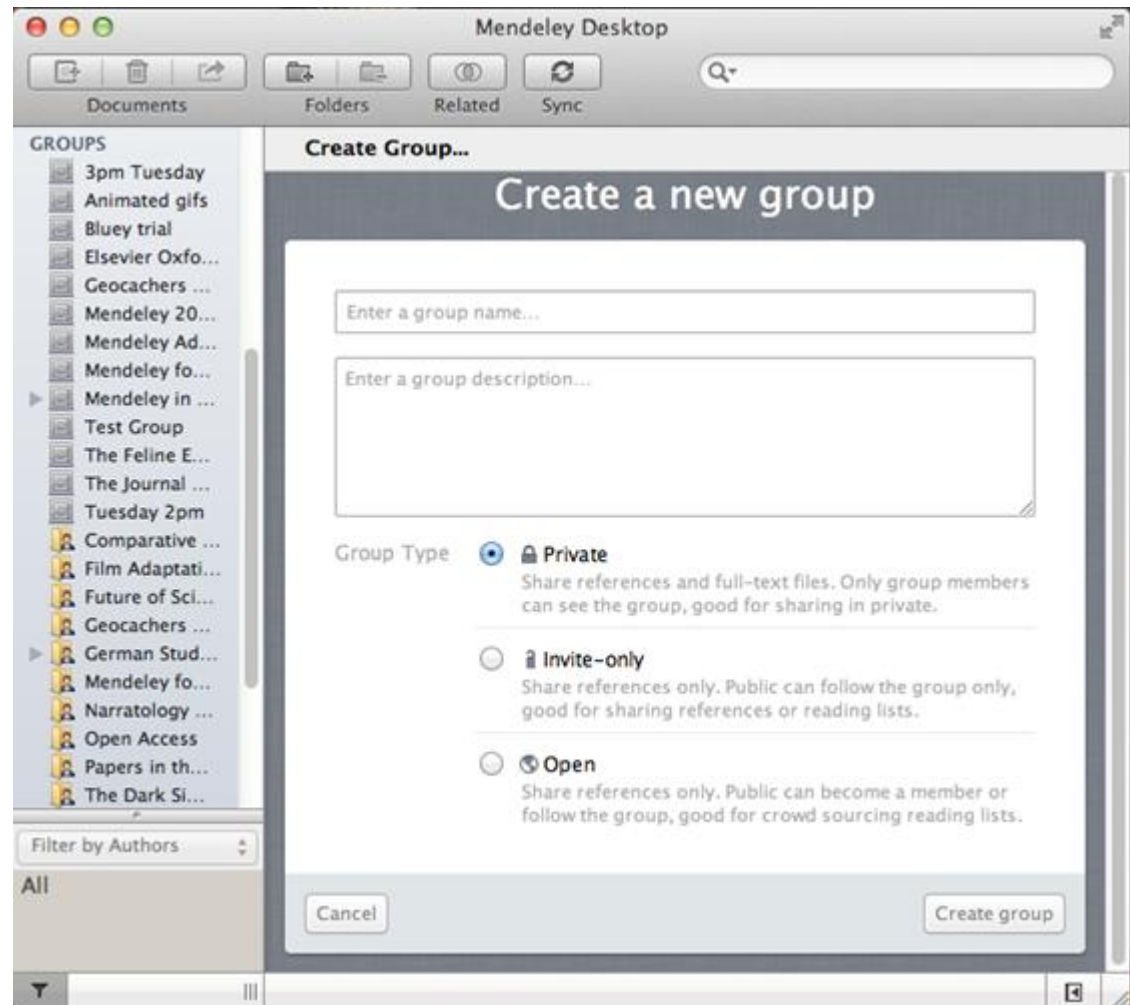 Mendeley Desktop
Documents
Folders
Related
Sync
GROUPS
3pm Tuesday
Animated gifs
Bluey trial
Elsevier Oxfo...
Geocachers ...
Mendeley 20...
Mendeley Ad...
Mendeley fo...
Mendeley in ...
Test Group
The Feline E...
The Journal ...
Tuesday 2pm
Comparative ...
Film Adaptati...
Future of Sci...
Geocachers ...
German Stud...
Mendeley fo...
Narratology ...
Open Access
Papers in th...
The Dark Si...
Filter by Authors
All
Create Group...
Create a new group
Enter a group name...
Enter a group description...
Group Type
Private
Share references and full-text files. Only group members
can see the group, good for sharing in private.
Invite-only
Share references only. Public can follow the group only,
good for sharing references or reading lists.
Open
Share references only. Public can become a member or
follow the group, good for crowd sourcing reading lists.
Cancel
Create group